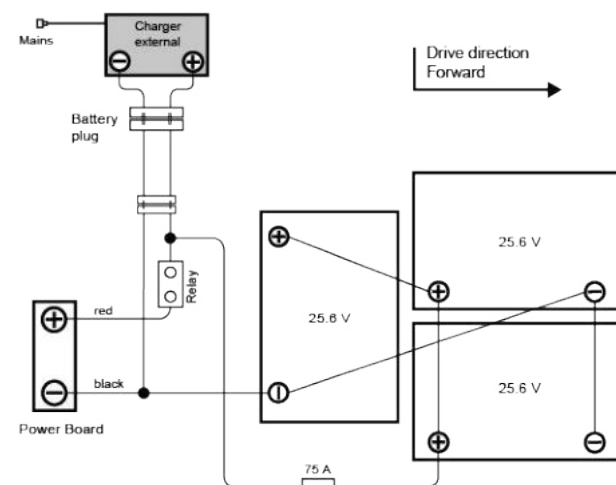 Charger
external
Mains
Drive direction
Forward
Battery
plug
25.6 V
Relay
red
25.6 V
black
25.6 V
Power Board
75 A